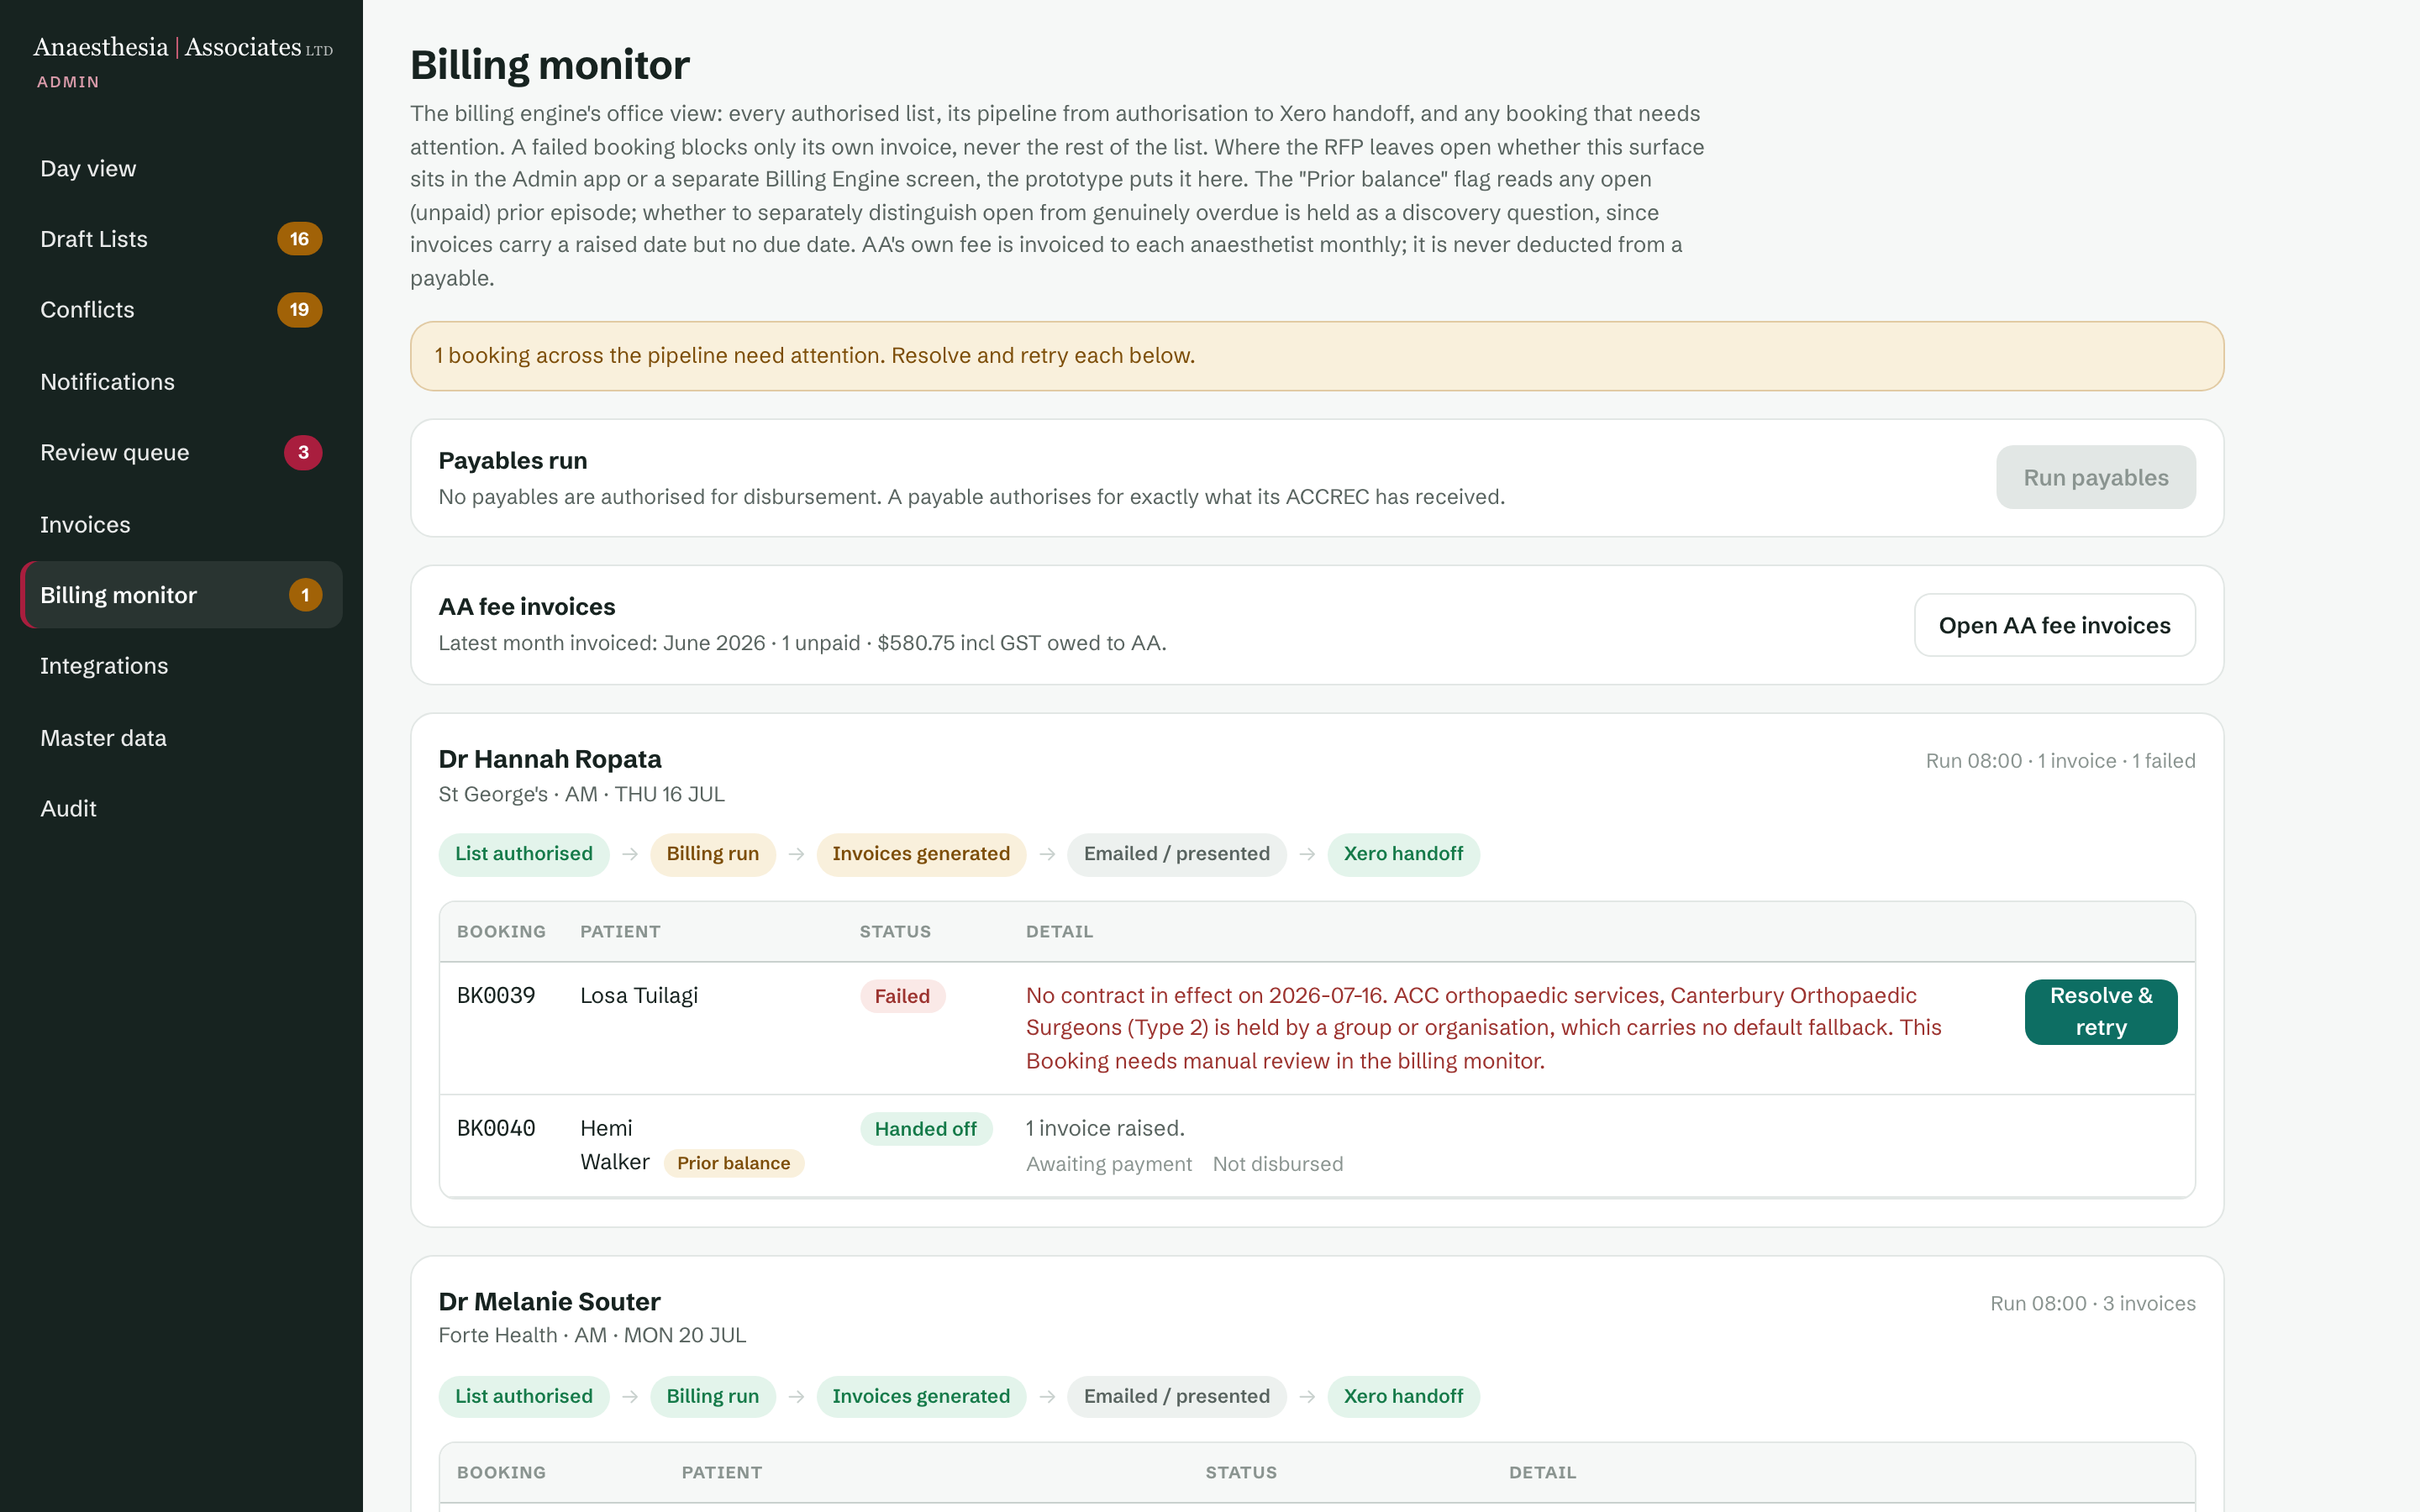 Anaesthesia | Associates LTD
ADMIN
Day view
Draft Lists 16
Conflicts 19
Notifications
Review queue 3
Invoices
Billing monitor 1
Integrations
Master data
Audit
Billing monitor
The billing engine's office view: every authorised list, its pipeline from authorisation to Xero handoff, and any booking that needs
attention. A failed booking blocks only its own invoice, never the rest of the list. Where the RFP leaves open whether this surface
sits in the Admin app or a separate Billing Engine screen, the prototype puts it here. The "Prior balance" flag reads any open
(unpaid) prior episode; whether to separately distinguish open from genuinely overdue is held as a discovery question, since
invoices carry a raised date but no due date. AA's own fee is invoiced to each anaesthetist monthly; it is never deducted from a
payable.
1 booking across the pipeline need attention. Resolve and retry each below.
Payables run
No payables are authorised for disbursement. A payable authorises for exactly what its ACCREC has received.
Run payables
AA fee invoices
Latest month invoiced: June 2026 · 1 unpaid · $580.75 incl GST owed to AA.
Open AA fee invoices
Dr Hannah Ropata
St George's · AM · THU 16 JUL
Run 08:00 · 1 invoice · 1 failed
List authorised → Billing run → Invoices generated → Emailed / presented → Xero handoff
BOOKING PATIENT STATUS DETAIL
BK0039 Losa Tuilagi Failed No contract in effect on 2026-07-16. ACC orthopaedic services, Canterbury Orthopaedic
Surgeons (Type 2) is held by a group or organisation, which carries no default fallback. This
Booking needs manual review in the billing monitor.
Resolve &
retry
BK0040 Hemi
Walker Prior balance
Handed off
1 invoice raised.
Awaiting payment Not disbursed
Dr Melanie Souter
Forte Health · AM · MON 20 JUL
Run 08:00 · 3 invoices
List authorised → Billing run → Invoices generated → Emailed / presented → Xero handoff
BOOKING PATIENT STATUS DETAIL